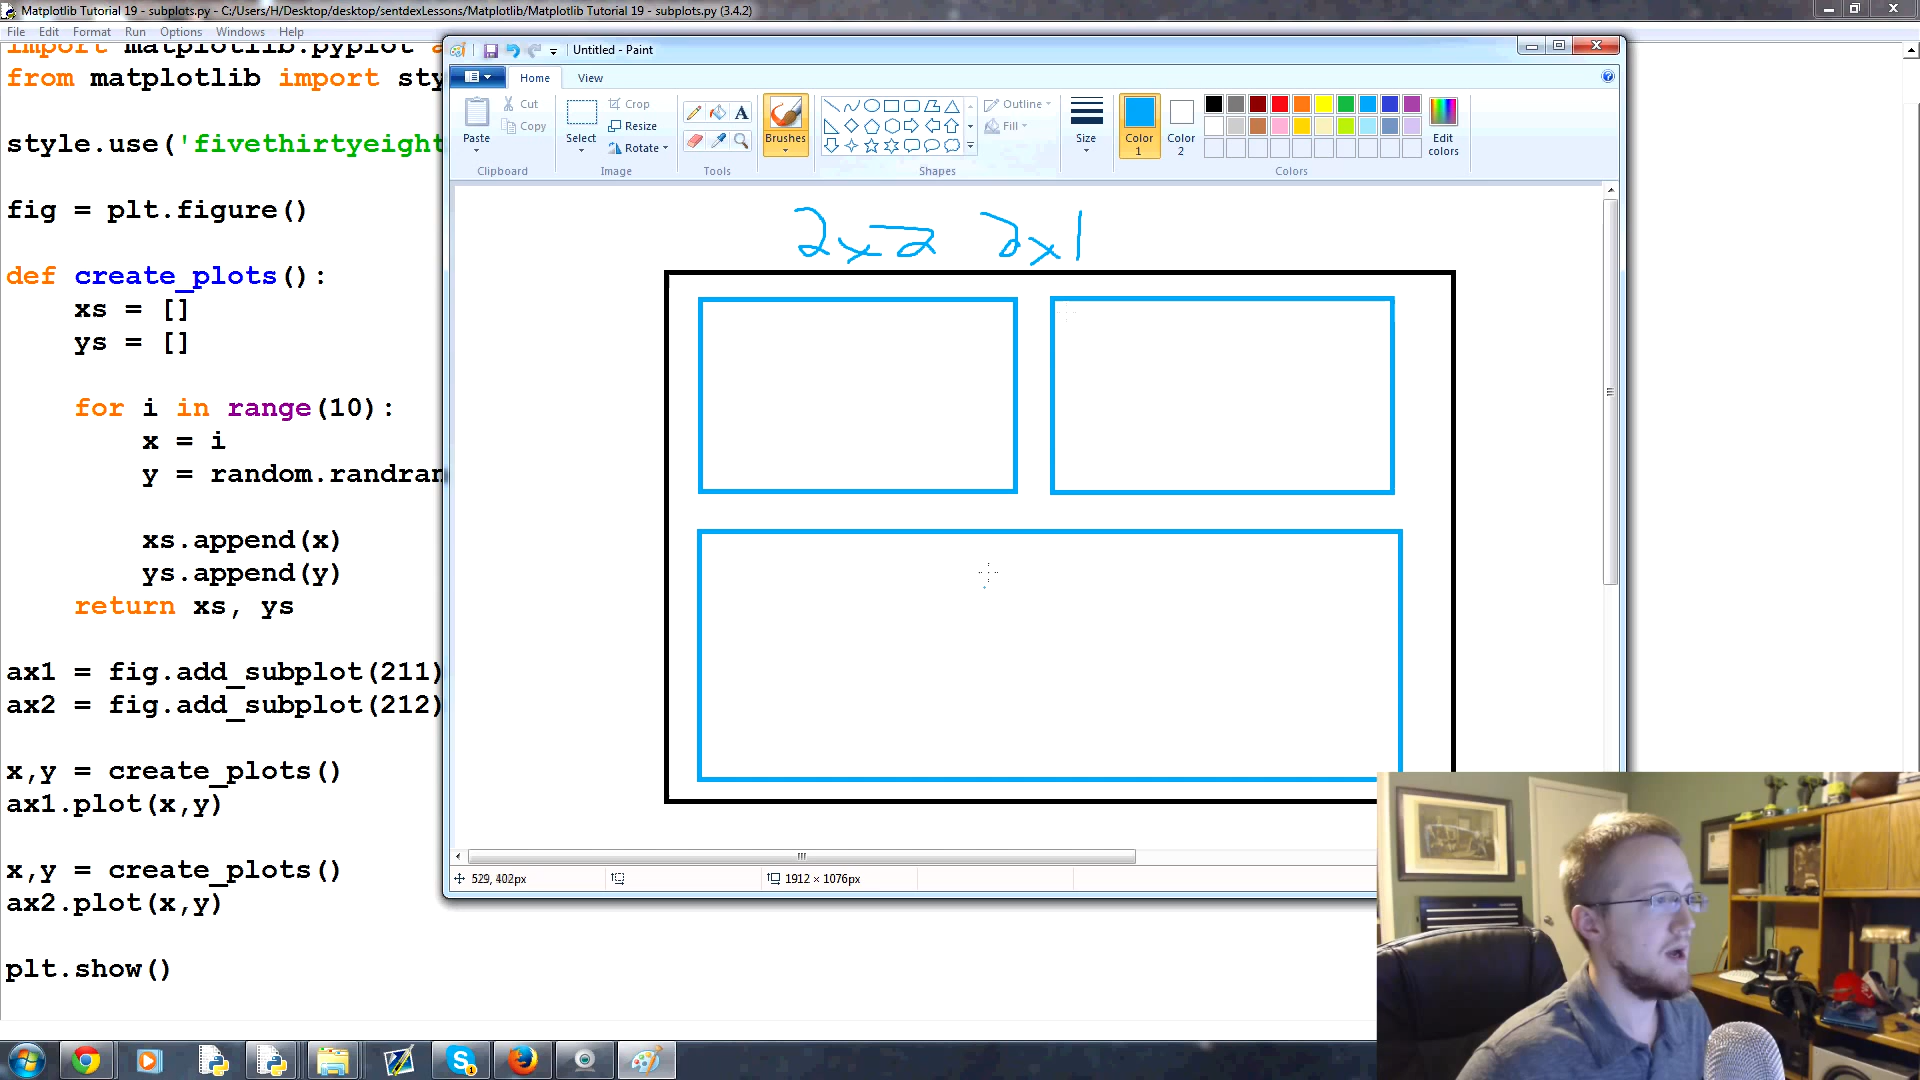 Matplotlib Tutorial 19 - subplots.py - C:/Users/H/Desktop/desktop/sentdexLessons/Matplotlib/Matplotlib Tutorial 19 - subplots.py (3.4.2)
File Edit Format Run Options Windows Help
import matplotlib.pyplot a
from matplotlib import sty
style.use('fivethirtyeight
fig = plt.figure()
def create_plots():
xs = []
ys = []
for i in range(10):
x = i
y = random.randran
xs.append(x)
ys.append(y)
return xs, ys
ax1 = fig.add_subplot(211)
ax2 = fig.add_subplot(212)
x,y = create_plots()
ax1.plot(x,y)
x,y = create_plots()
ax2.plot(x,y)
plt.show()
Untitled - Paint
Home View
Paste
Cut
Copy
Clipboard
Select
Crop
Resize
Rotate
Image
A
Tools
Brushes
Shapes
Outline
Fill
Size
Color 1
Color 2
Edit colors
Colors
2x2 2x1
529, 402px
1912 × 1076px